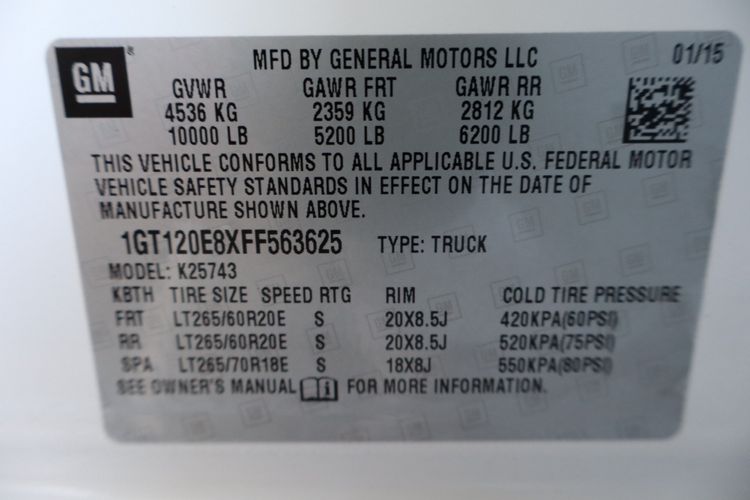 GM
MFD BY GENERAL MOTORS LLC 01/15
GVWR GAWR FRT GAWR RR
4536 KG 2359 KG 2812 KG
10000 LB 5200 LB 6200 LB
THIS VEHICLE CONFORMS TO ALL APPLICABLE U.S. FEDERAL MOTOR
VEHICLE SAFETY STANDARDS IN EFFECT ON THE DATE OF
MANUFACTURE SHOWN ABOVE.
1GT120E8XFF563625 TYPE: TRUCK
MODEL: K25743
KBTH TIRE SIZE SPEED RTG RIM COLD TIRE PRESSURE
FRT LT265/60R20E S 20X8.5J 420KPA(60PSI)
RR LT265/60R20E S 20X8.5J 520KPA(75PSI)
SPA LT265/70R18E S 18X8J 550KPA(80PSI)
SEE OWNER'S MANUAL i FOR MORE INFORMATION.